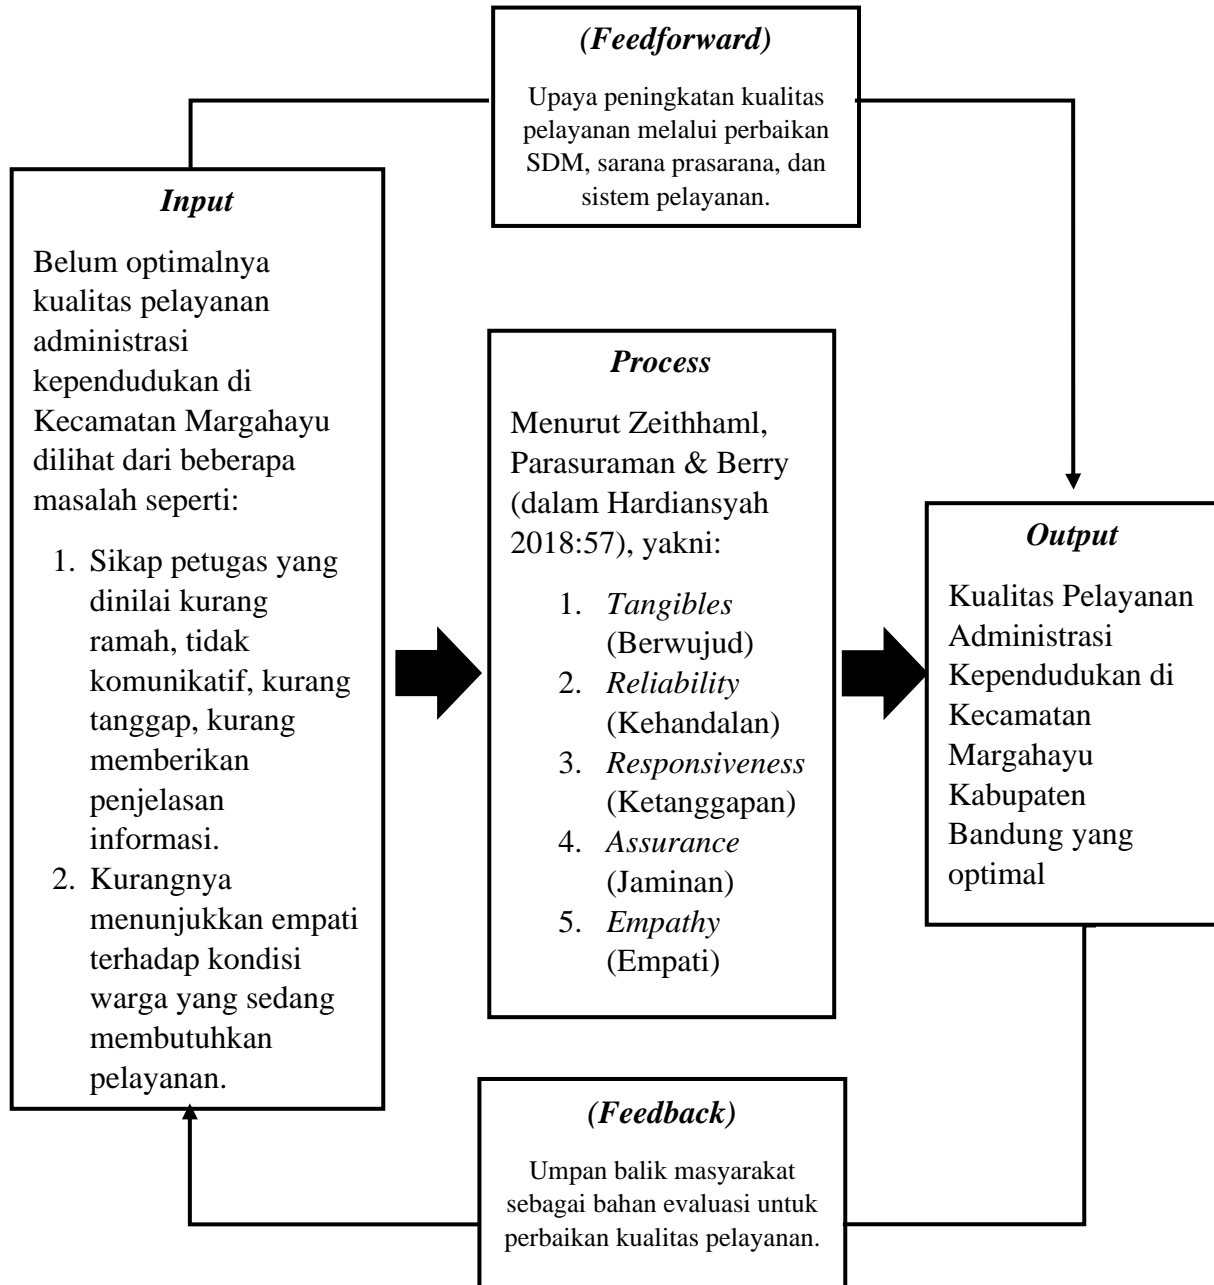 (Feedforward)
Upaya peningkatan kualitas
pelayanan melalui perbaikan
SDM, sarana prasarana, dan
sistem pelayanan.
Input
Belum optimalnya
kualitas pelayanan
administrasi
kependudukan di
Kecamatan Margahayu
dilihat dari beberapa
masalah seperti:
1. Sikap petugas yang
dinilai kurang
ramah, tidak
komunikatif, kurang
tanggap, kurang
memberikan
penjelasan
informasi.
2. Kurangnya
menunjukkan empati
terhadap kondisi
warga yang sedang
membutuhkan
pelayanan.
Process
Menurut Zeithhaml,
Parasuraman & Berry
(dalam Hardiansyah
2018:57), yakni:
1. Tangibles
(Berwujud)
2. Reliability
(Kehandalan)
3. Responsiveness
(Ketanggapan)
4. Assurance
(Jaminan)
5. Empathy
(Empati)
Output
Kualitas Pelayanan
Administrasi
Kependudukan di
Kecamatan
Margahayu
Kabupaten
Bandung yang
optimal
(Feedback)
Umpan balik masyarakat
sebagai bahan evaluasi untuk
perbaikan kualitas pelayanan.